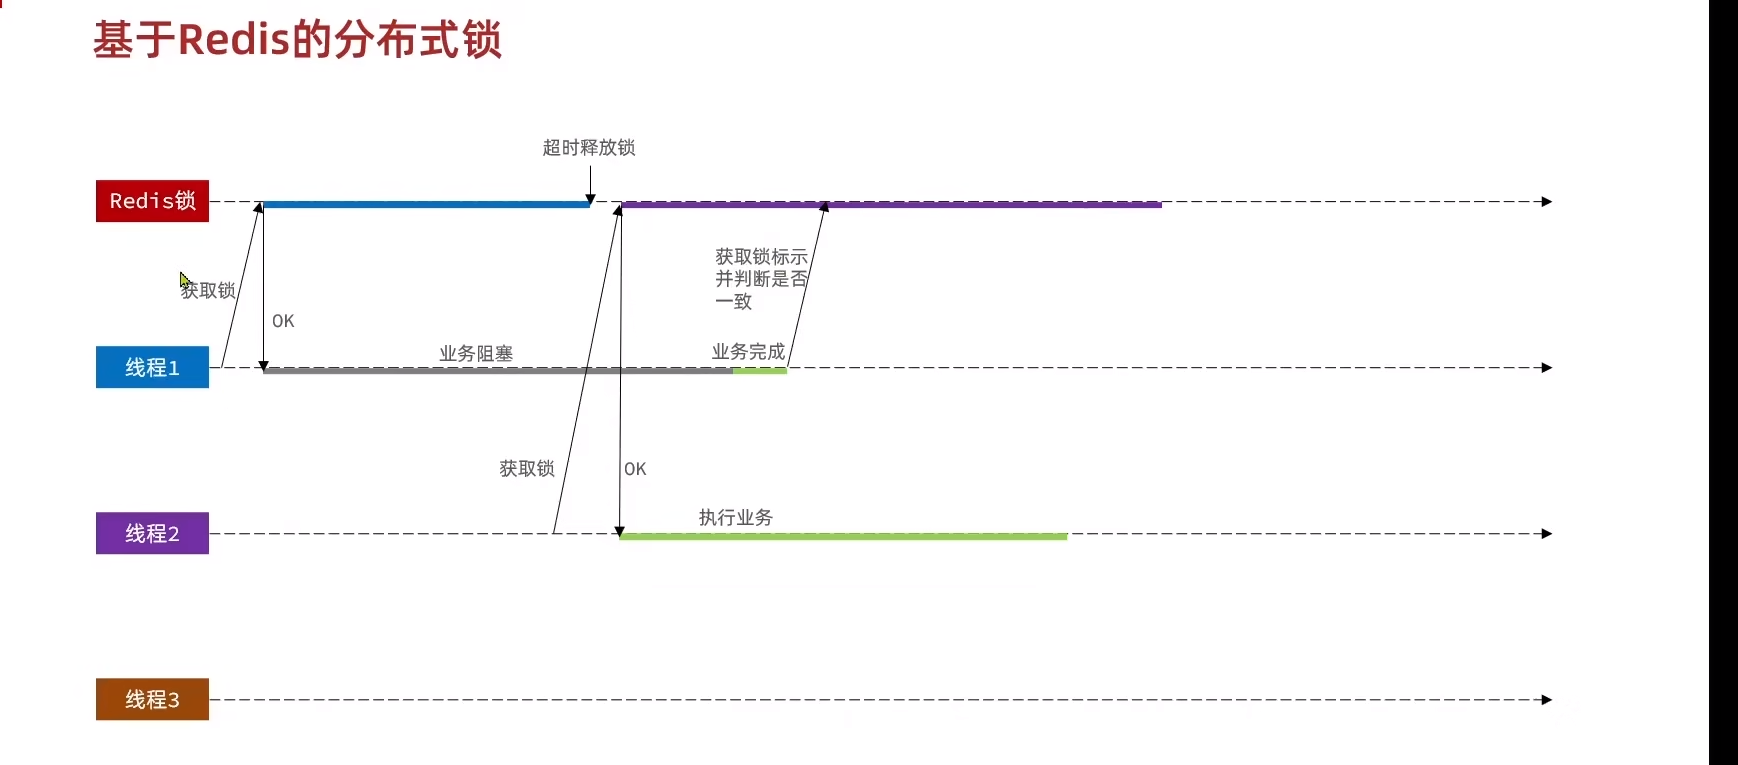 基于Redis的分布式锁
超时释放锁
Redis锁
获取锁
OK
获取锁标示
并判断是否
一致
线程1
业务阻塞
业务完成
获取锁
OK
线程2
执行业务
线程3